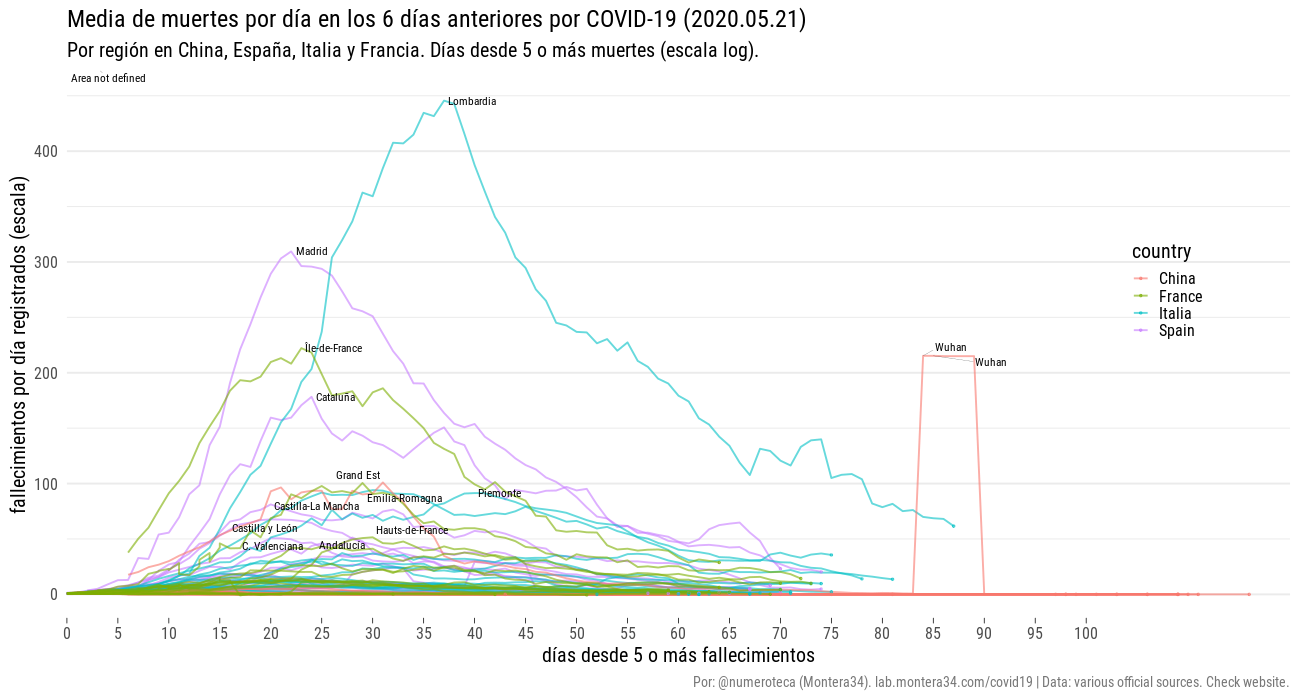 Media de muertes por día en los 6 días anteriores por COVID-19 (2020.05.21)
Por región en China, España, Italia y Francia. Días desde 5 o más muertes (escala log).
Area not defined
Lombardia
400
Madrid
300
country
China
France
Italia
Spain
Île-de-France
Wuhan
Wuhan
200
Cataluña
Grand Est
100
Piemonte
Emilia-Romagna
Castilla-La Mancha
Castilla y León
Hauts-de-France
C. Valenciana
Andalucía
0
fallecimientos por día registrados (escala)
0 5 10 15 20 25 30 35 40 45 50 55 60 65 70 75 80 85 90 95 100
días desde 5 o más fallecimientos
Por: @numeroteca (Montera34). lab.montera34.com/covid19 | Data: various official sources. Check website.